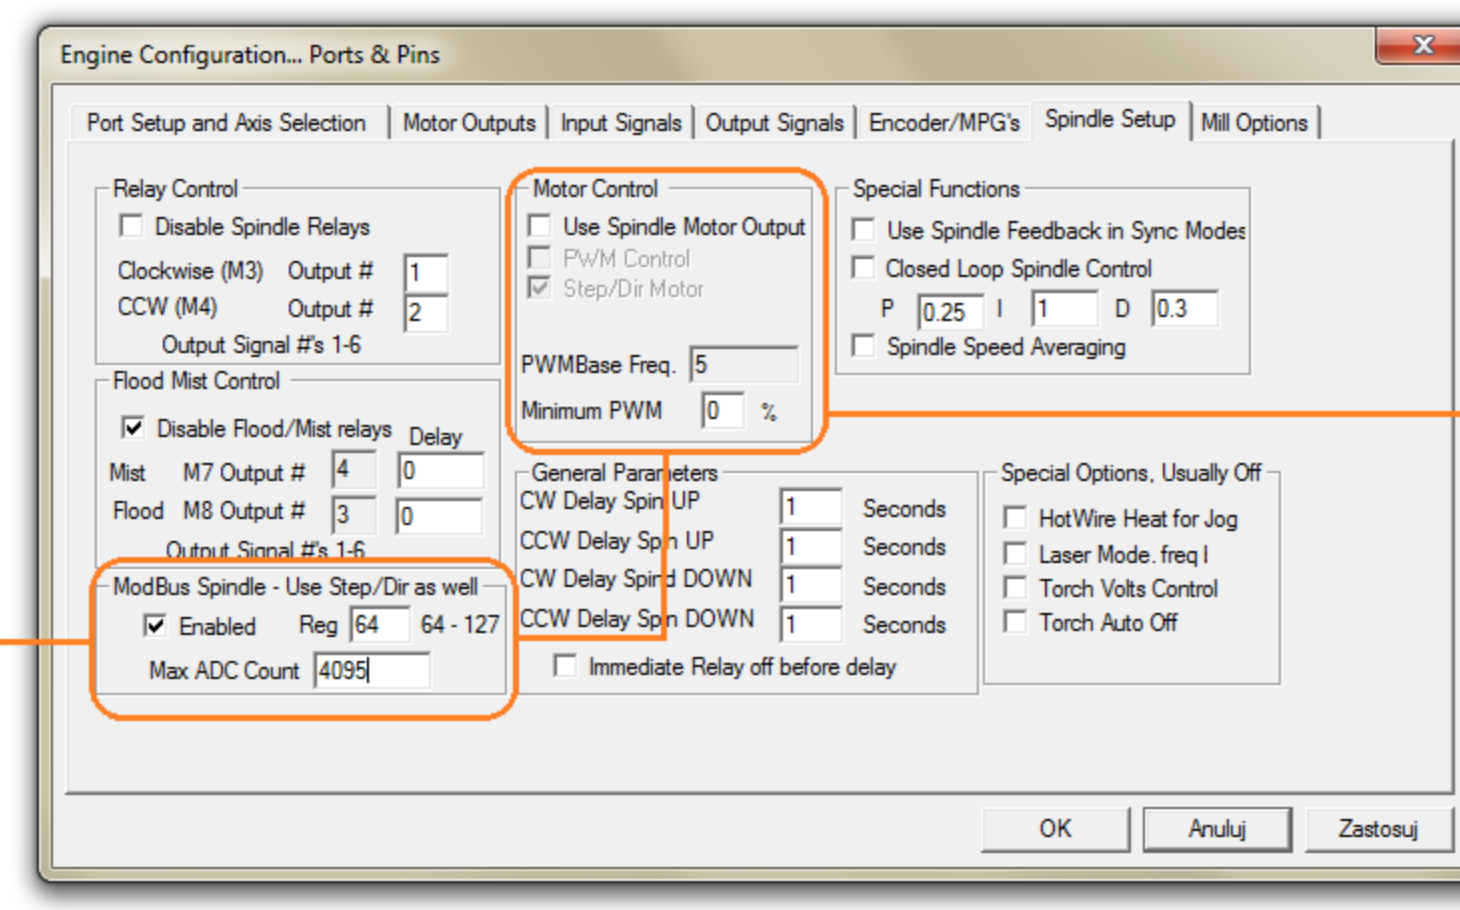 Engine Configuration... Ports & Pins
Port Setup and Axis Selection
Motor Outputs
Input Signals
Output Signals
Encoder/MPG's
Spindle Setup
Mill Options
Relay Control
Disable Spindle Relays
Clockwise (M3) Output # 1
CCW (M4) Output # 2
Output Signal #'s 1-6
Flood Mist Control
Disable Flood/Mist relays Delay
Mist M7 Output # 4 0
Flood M8 Output # 3 0
Output Signal #'s 1-6
ModBus Spindle - Use Step/Dir as well
Enabled Reg 64 64 - 127
Max ADC Count 4095
Motor Control
Use Spindle Motor Output
PWM Control
Step/Dir Motor
PWMBase Freq. 5
Minimum PWM 0 %
Special Functions
Use Spindle Feedback in Sync Modes
Closed Loop Spindle Control
P 0.25 I 1 D 0.3
Spindle Speed Averaging
General Parameters
CW Delay Spin UP 1 Seconds
CCW Delay Spin UP 1 Seconds
CW Delay Spind DOWN 1 Seconds
CCW Delay Spin DOWN 1 Seconds
Immediate Relay off before delay
Special Options, Usually Off
HotWire Heat for Jog
Laser Mode. freq
Torch Volts Control
Torch Auto Off
OK
Anuluj
Zastosuj